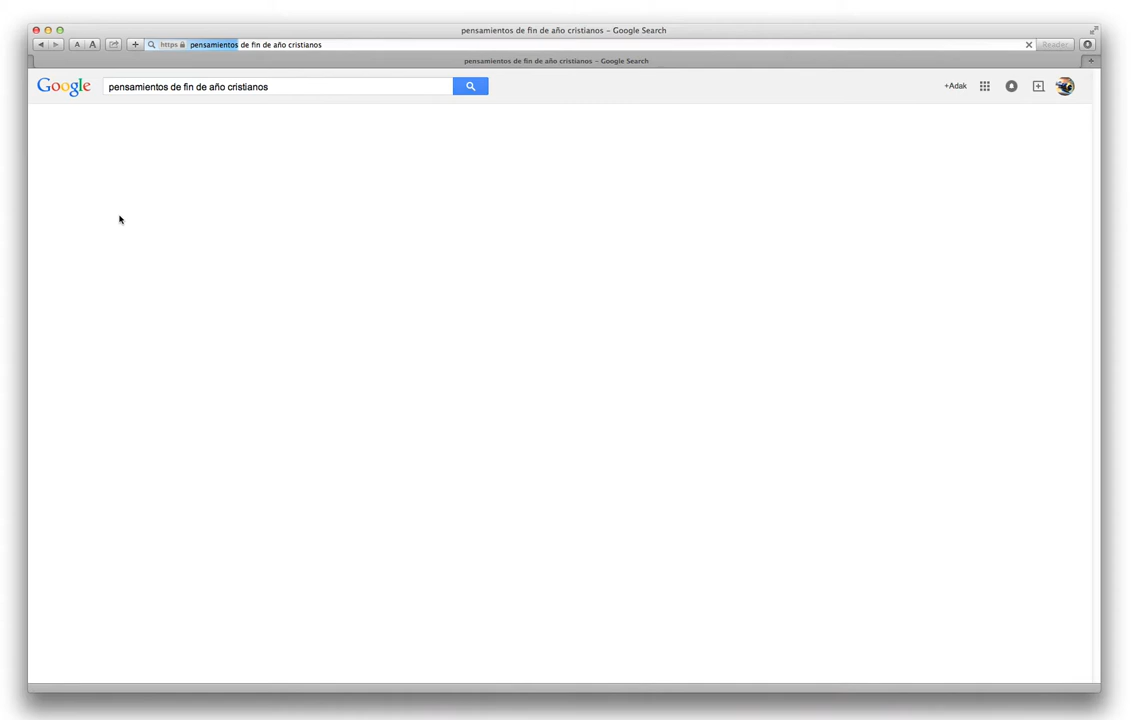 pensamientos de fin de año cristianos – Google Search
A A + https pensamientos de fin de año cristianos Reader
pensamientos de fin de año cristianos – Google Search +
Google pensamientos de fin de año cristianos +Adak